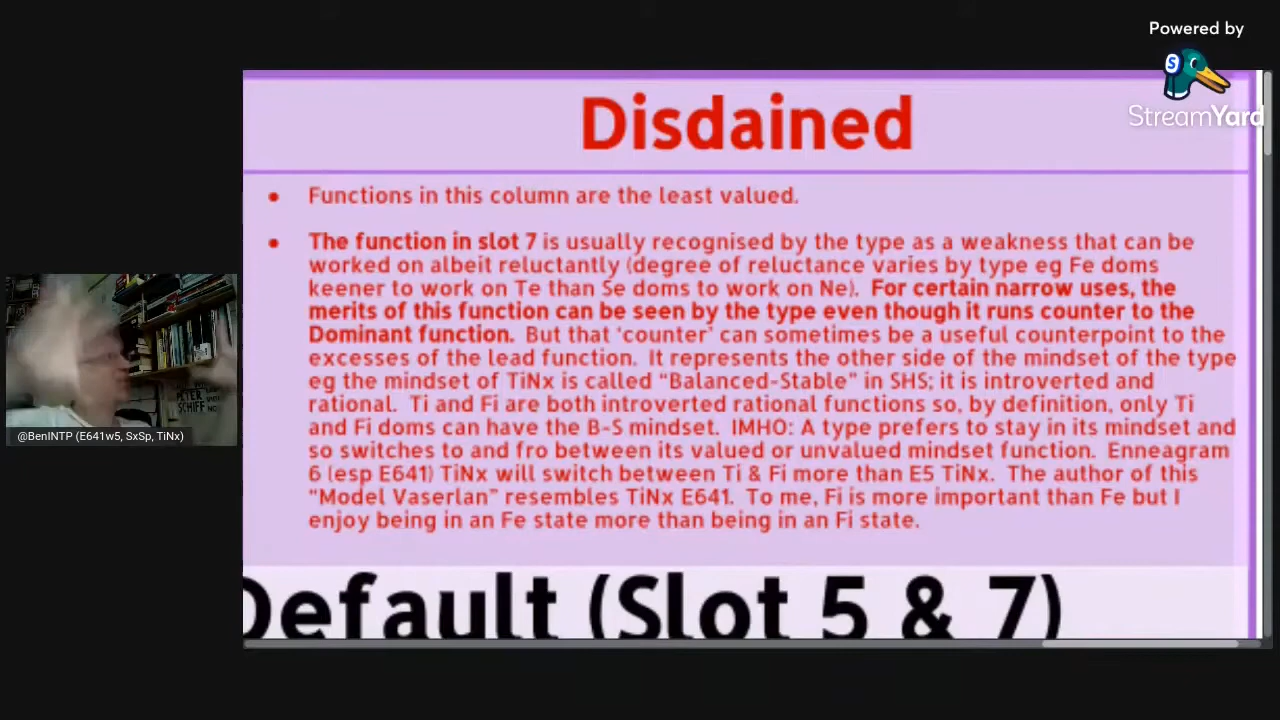 Powered by
StreamYard
Disdained
• Functions in this column are the least valued.
• The function in slot 7 is usually recognised by the type as a weakness that can be
worked on albeit reluctantly (degree of reluctance varies by type eg Fe doms
keener to work on Te than Se doms to work on Ne). For certain narrow uses, the
merits of this function can be seen by the type even though it runs counter to the
Dominant function. But that ‘counter’ can sometimes be a useful counterpoint to the
excesses of the lead function. It represents the other side of the mindset of the type
eg the mindset of TiNx is called “Balanced-Stable” in SHS; it is introverted and
rational. Ti and Fi are both introverted rational functions so, by definition, only Ti
and Fi doms can have the B-S mindset. IMHO: A type prefers to stay in its mindset and
so switches to and fro between its valued or unvalued mindset function. Enneagram
6 (esp E641) TiNx will switch between Ti & Fi more than E5 TiNx. The author of this
“Model Vaserlan” resembles TiNx E641. To me, Fi is more important than Fe but I
enjoy being in an Fe state more than being in an Fi state.
Default (Slot 5 & 7)
PETER
SCHIFF
@BenINTP (E641w5, SxSp, TiNx)